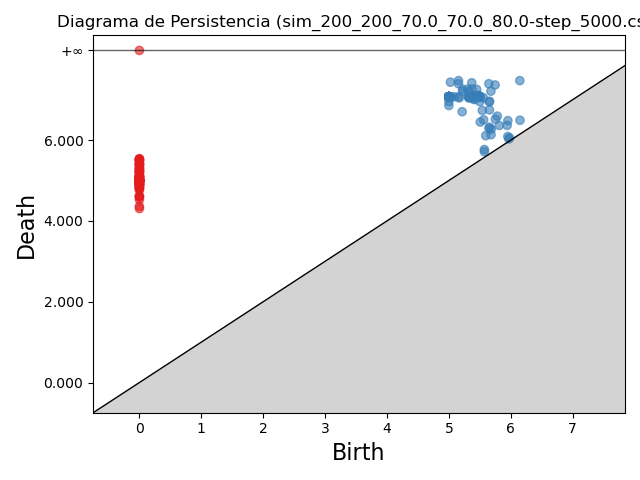 Diagrama de Persistencia (sim_200_200_70.0_70.0_80.0-step_5000.cs
+∞
6.000
4.000
2.000
0.000
Death
0 1 2 3 4 5 6 7
Birth